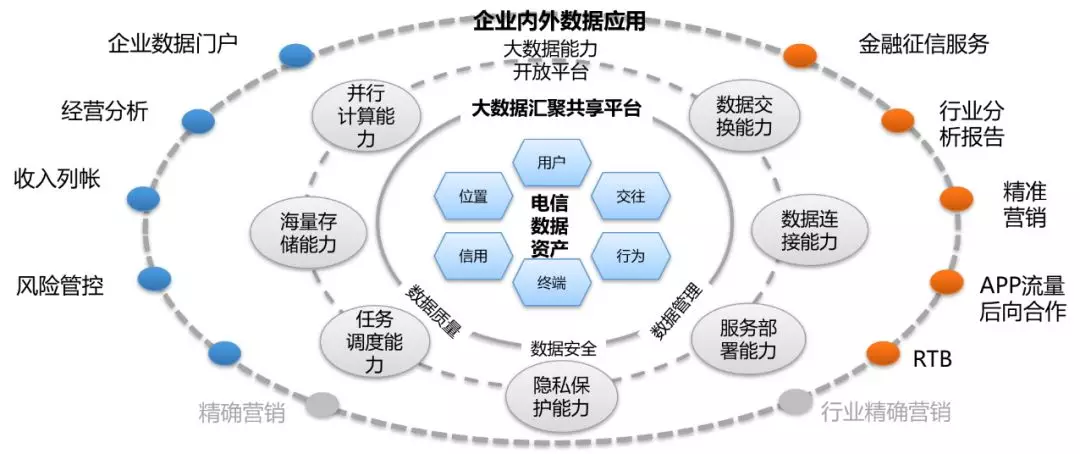 企业内外数据应用
大数据能力
开放平台
大数据汇聚共享平台
企业数据门户
经营分析
收入列帐
风险管控
精确营销
金融征信服务
行业分
析报告
精准
营销
APP流量
后向合作
RTB
行业精确营销
并行
计算能
力
海量存
储能力
任务
调度能
力
隐私保
护能力
服务部
署能力
数据连
接能力
数据交
换能力
用户
位置
交往
电信
数据
资产
信用
行为
终端
数据质量
数据安全
数据管理